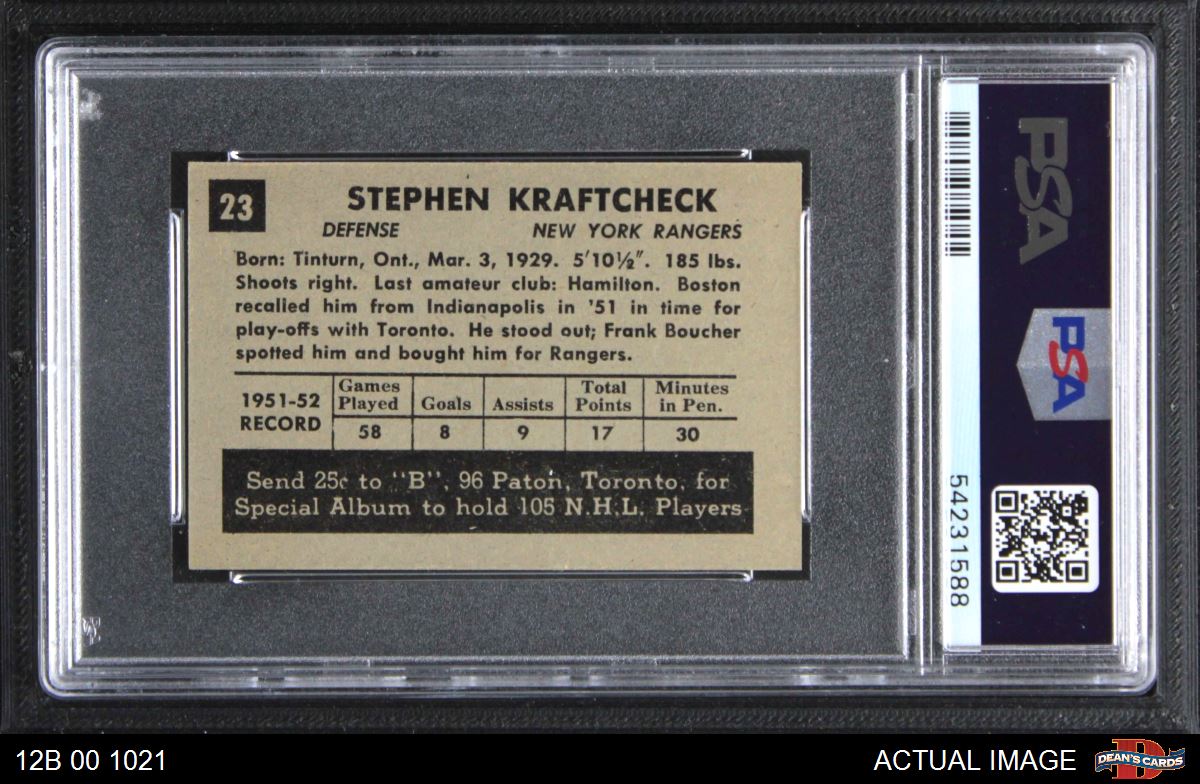 23
STEPHEN KRAFTCHECK
DEFENSE NEW YORK RANGERS
Born: Tinturn, Ont., Mar. 3, 1929. 5'10½". 185 lbs.
Shoots right. Last amateur club: Hamilton. Boston
recalled him from Indianapolis in '51 in time for
play-offs with Toronto. He stood out; Frank Boucher
spotted him and bought him for Rangers.
1951-52 RECORD
Games Played Goals Assists Total Points Minutes in Pen.
58 8 9 17 30
Send 25c to "B", 96 Paton, Toronto, for
Special Album to hold 105 N.H.L. Players
PSA
PSA
54231588
12B 00 1021
ACTUAL IMAGE
D
DEAN'S CARDS